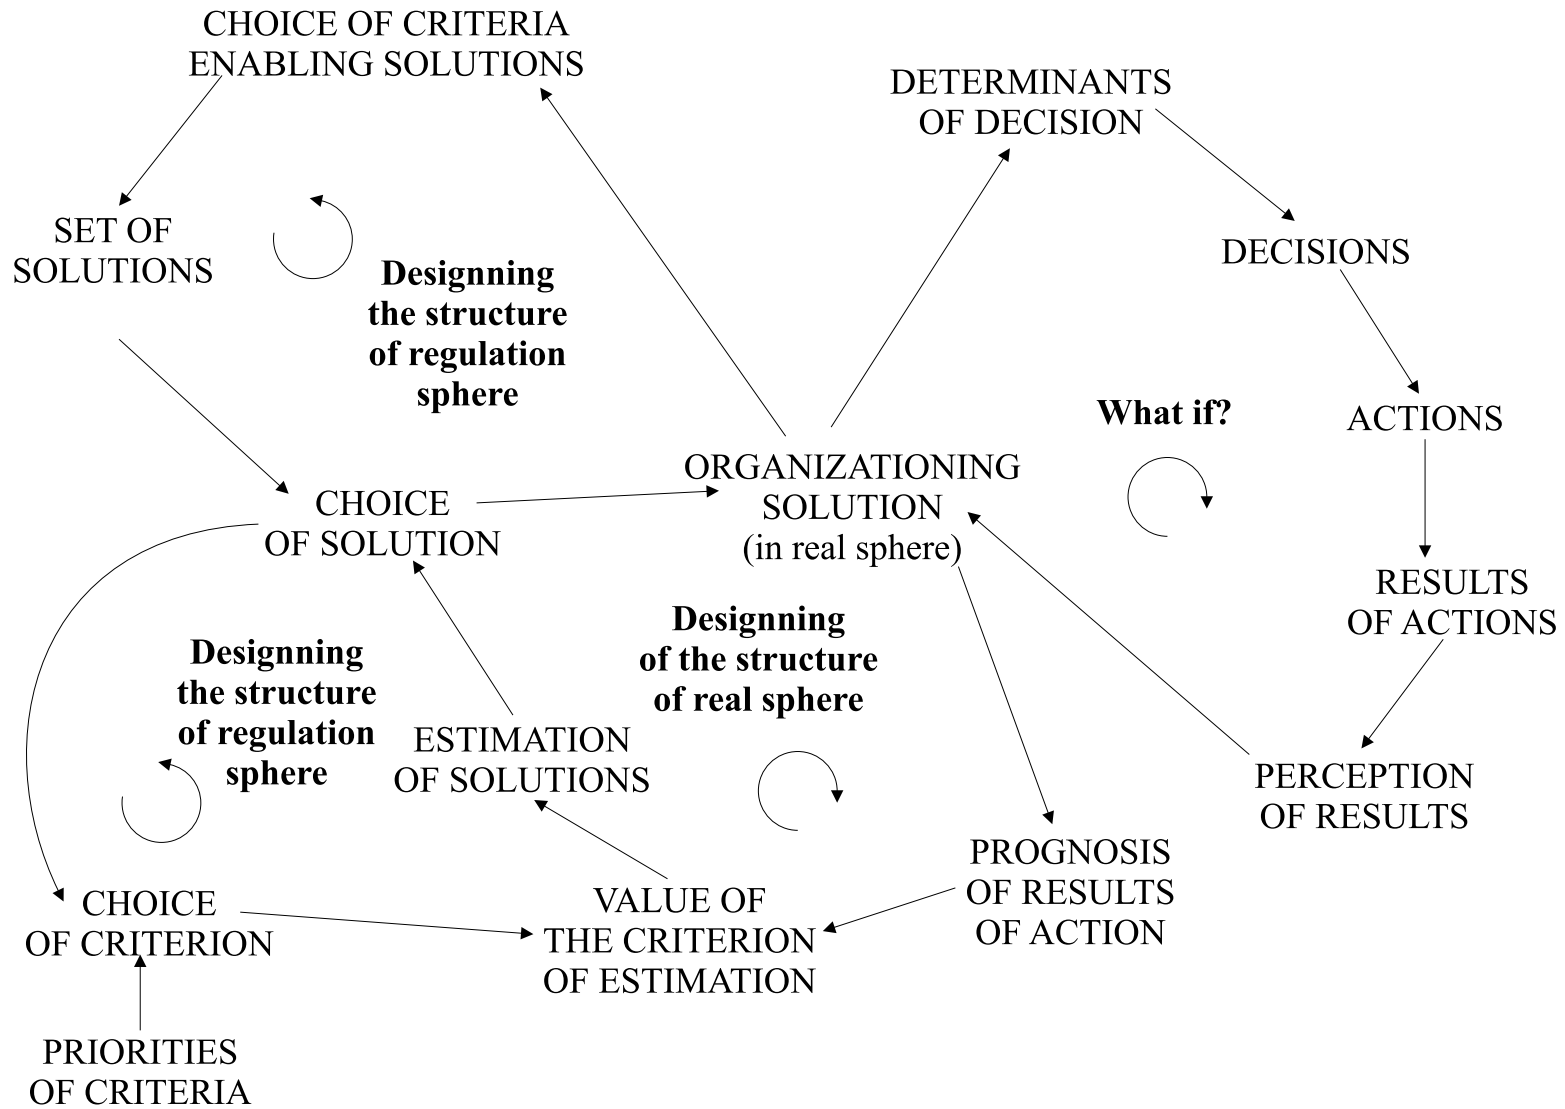 CHOICE OF CRITERIA
ENABLING SOLUTIONS
DETERMINANTS
OF DECISION
SET OF
SOLUTIONS
DECISIONS
Designning
the structure
of regulation
sphere
What if?
ACTIONS
ORGANIZATIONING
SOLUTION
(in real sphere)
CHOICE
OF SOLUTION
RESULTS
OF ACTIONS
Designning
of the structure
of real sphere
Designning
the structure
of regulation
sphere
ESTIMATION
OF SOLUTIONS
PERCEPTION
OF RESULTS
PROGNOSIS
OF RESULTS
OF ACTION
CHOICE
OF CRITERION
VALUE OF
THE CRITERION
OF ESTIMATION
PRIORITIES
OF CRITERIA